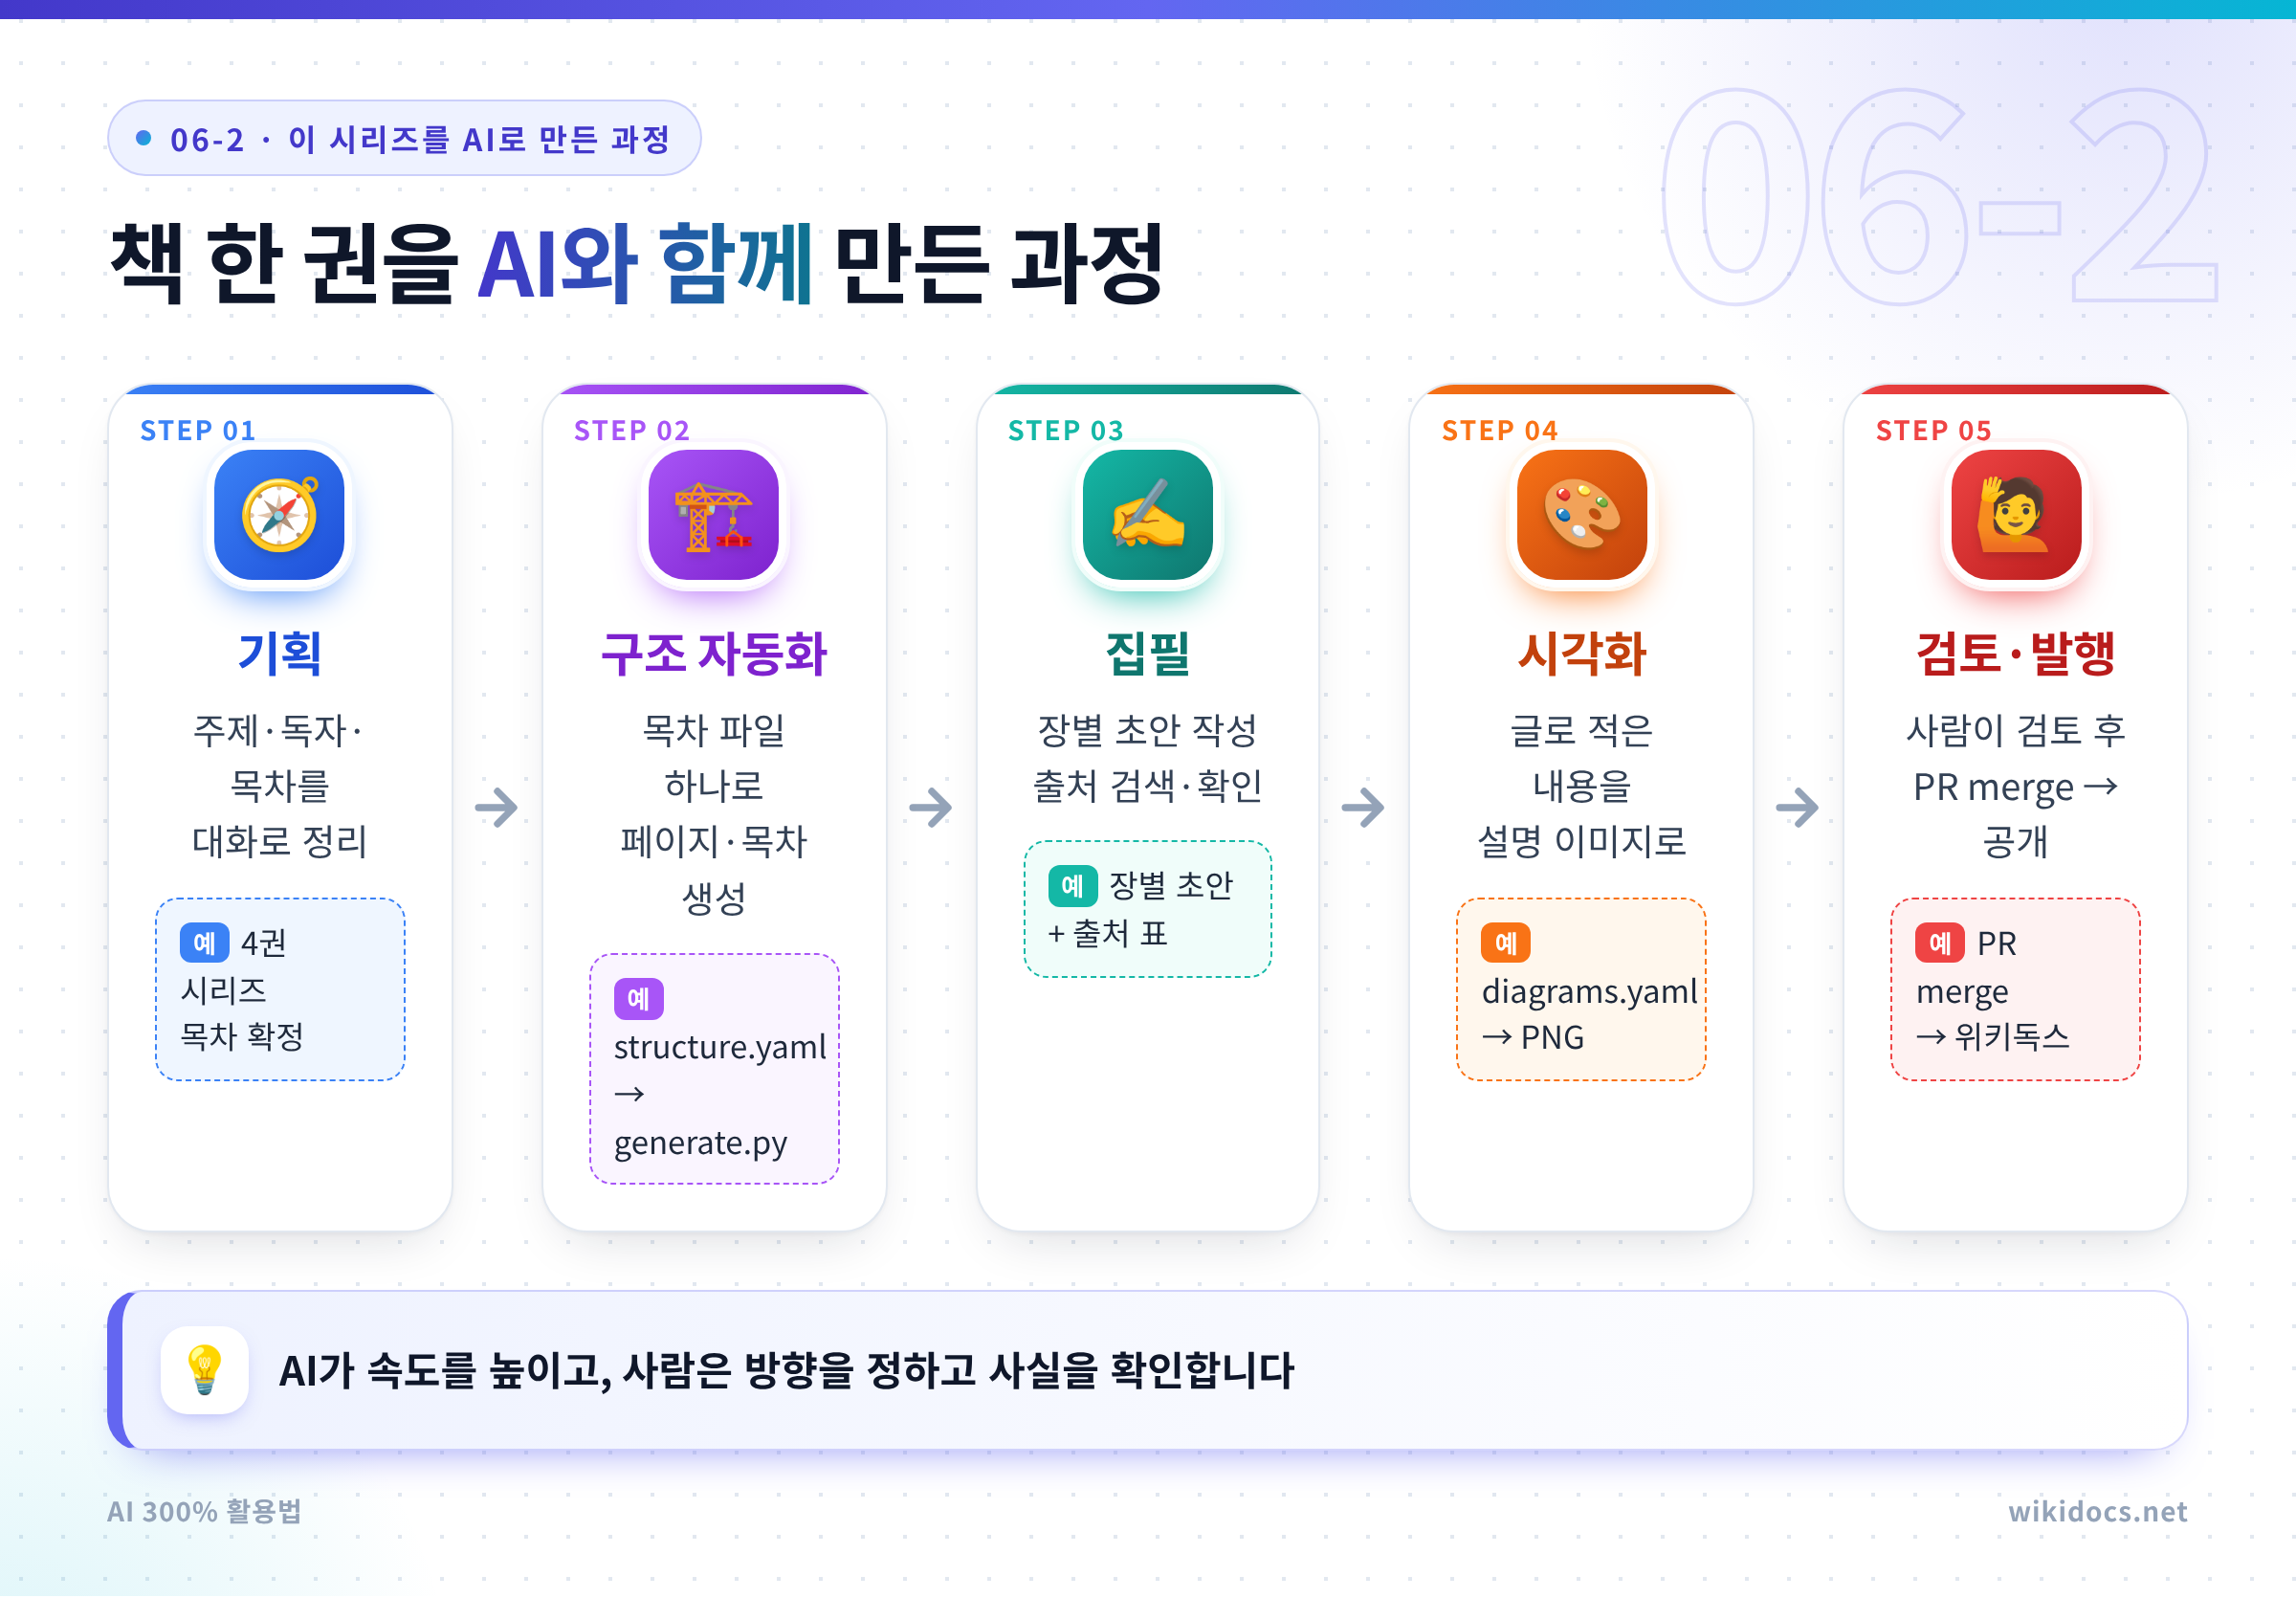 06-2 · 이 시리즈를 AI로 만든 과정
06-2
책 한 권을 AI와 함께 만든 과정
STEP 01
기획
주제·독자·
목차를
대화로 정리
예 4권
시리즈
목차 확정
STEP 02
구조 자동화
목차 파일
하나로
페이지·목차
생성
예
structure.yaml
→
generate.py
STEP 03
집필
장별 초안 작성
출처 검색·확인
예 장별 초안
+ 출처 표
STEP 04
시각화
글로 적은
내용을
설명 이미지로
예
diagrams.yaml
→ PNG
STEP 05
검토·발행
사람이 검토 후
PR merge →
공개
예 PR
merge
→ 위키독스
AI가 속도를 높이고, 사람은 방향을 정하고 사실을 확인합니다
AI 300% 활용법
wikidocs.net